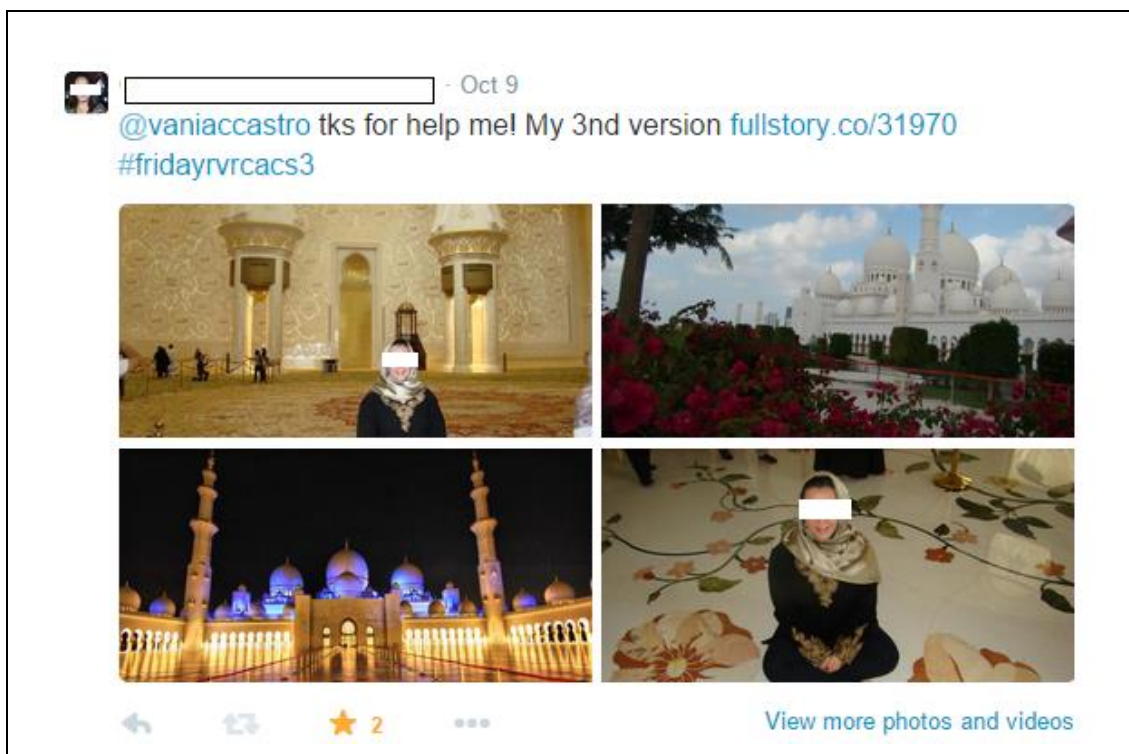 · Oct 9
@vaniaccastro tks for help me! My 3nd version fullstory.co/31970
#fridayrvrcacs3
2
View more photos and videos